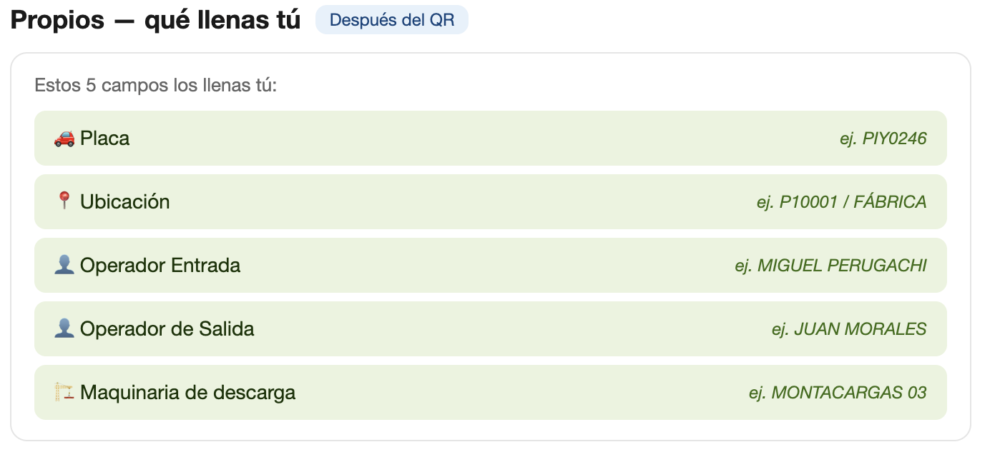 Propios — qué llenas tú
Después del QR
Estos 5 campos los llenas tú:
Placa
ej. PIY0246
Ubicación
ej. P10001 / FÁBRICA
Operador Entrada
ej. MIGUEL PERUGACHI
Operador de Salida
ej. JUAN MORALES
Maquinaria de descarga
ej. MONTACARGAS 03